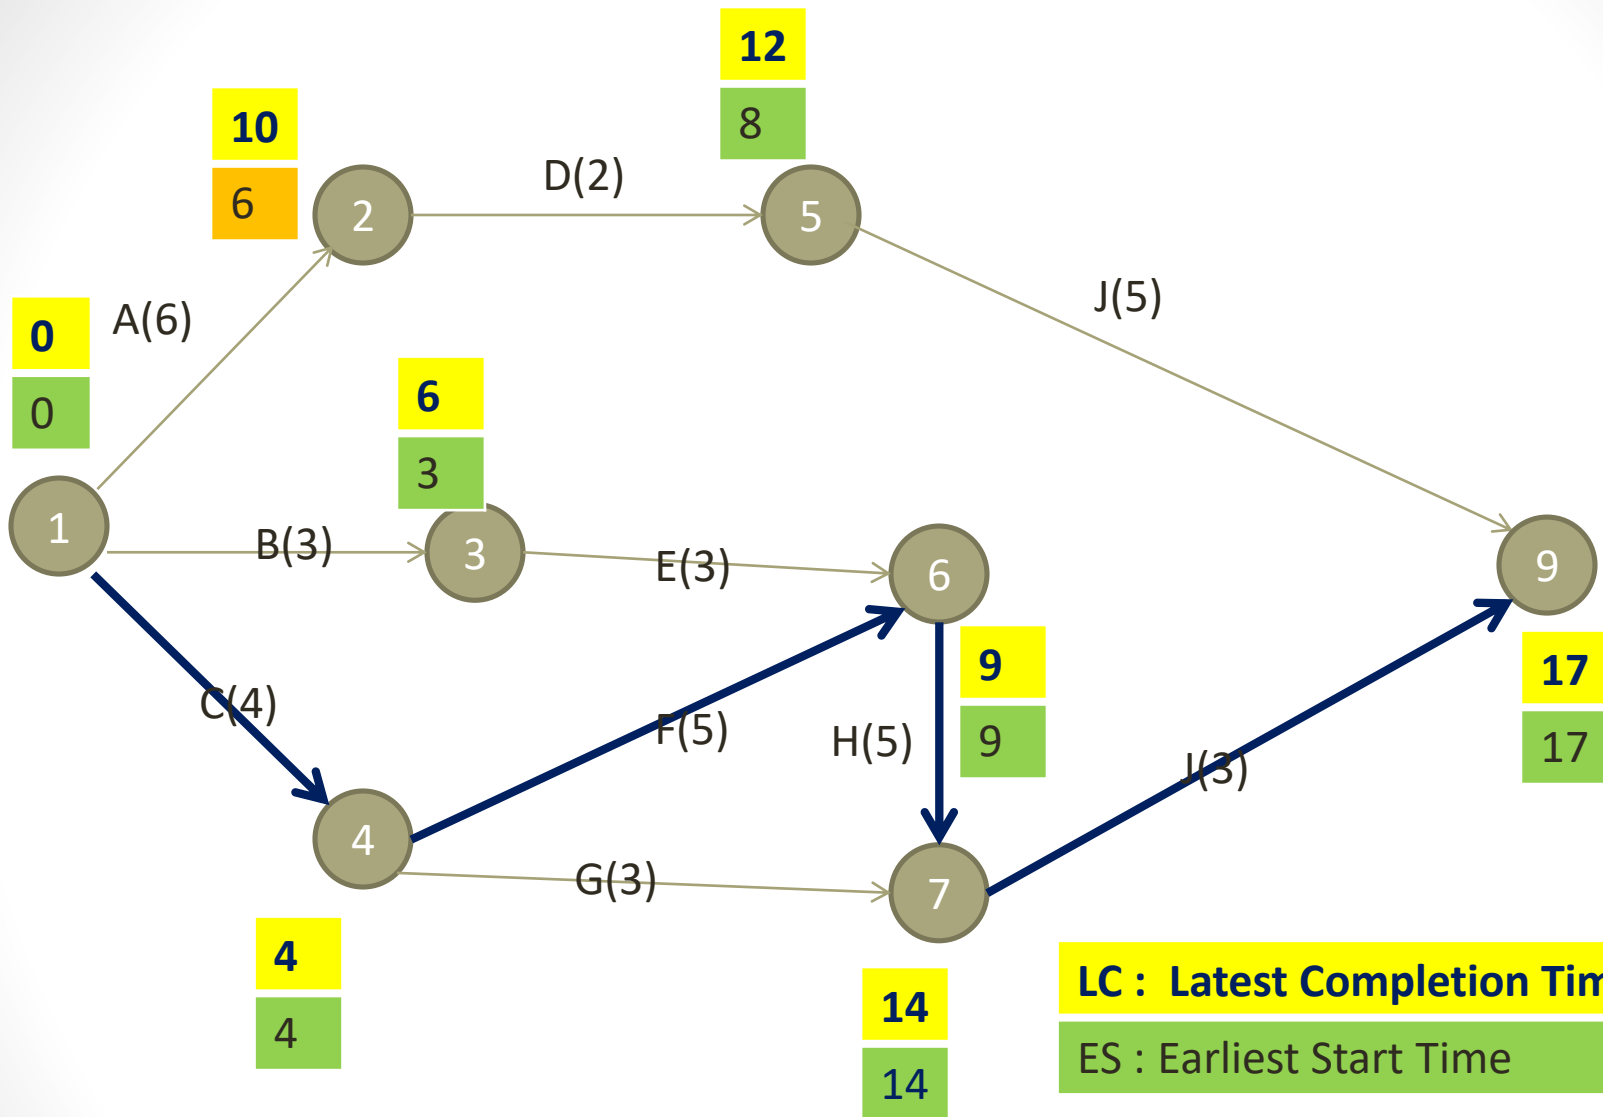 12
8
10
6
D(2)
2
5
J(5)
A(6)
0
0
6
3
1
B(3)
3
E(3)
6
9
9
9
C(4)
F(5)
H(5)
17
17
J(3)
4
G(3)
7
4
4
14
14
LC : Latest Completion Tim
ES : Earliest Start Time